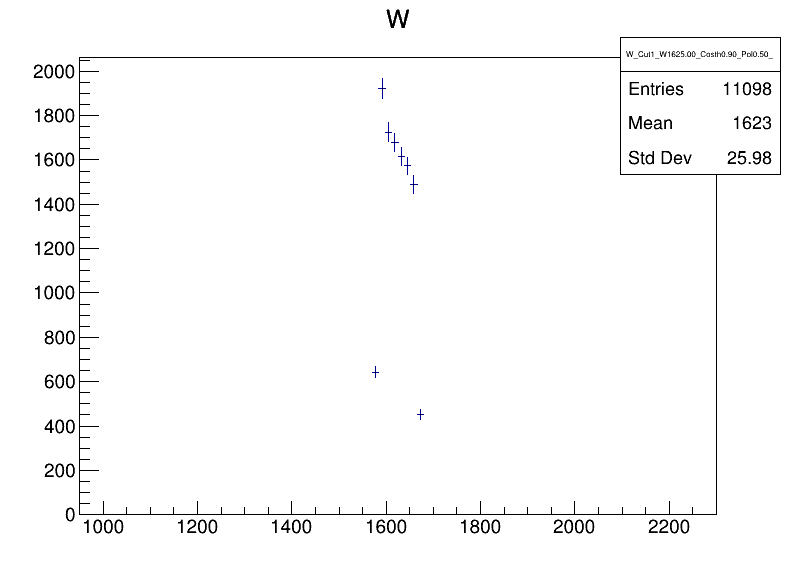 W
W_Cut1_W1625.00_Costh0.90_Pol0.50_
Entries 11098
Mean 1623
Std Dev 25.98
2000
1800
1600
1400
1200
1000
800
600
400
200
0
1000 1200 1400 1600 1800 2000 2200